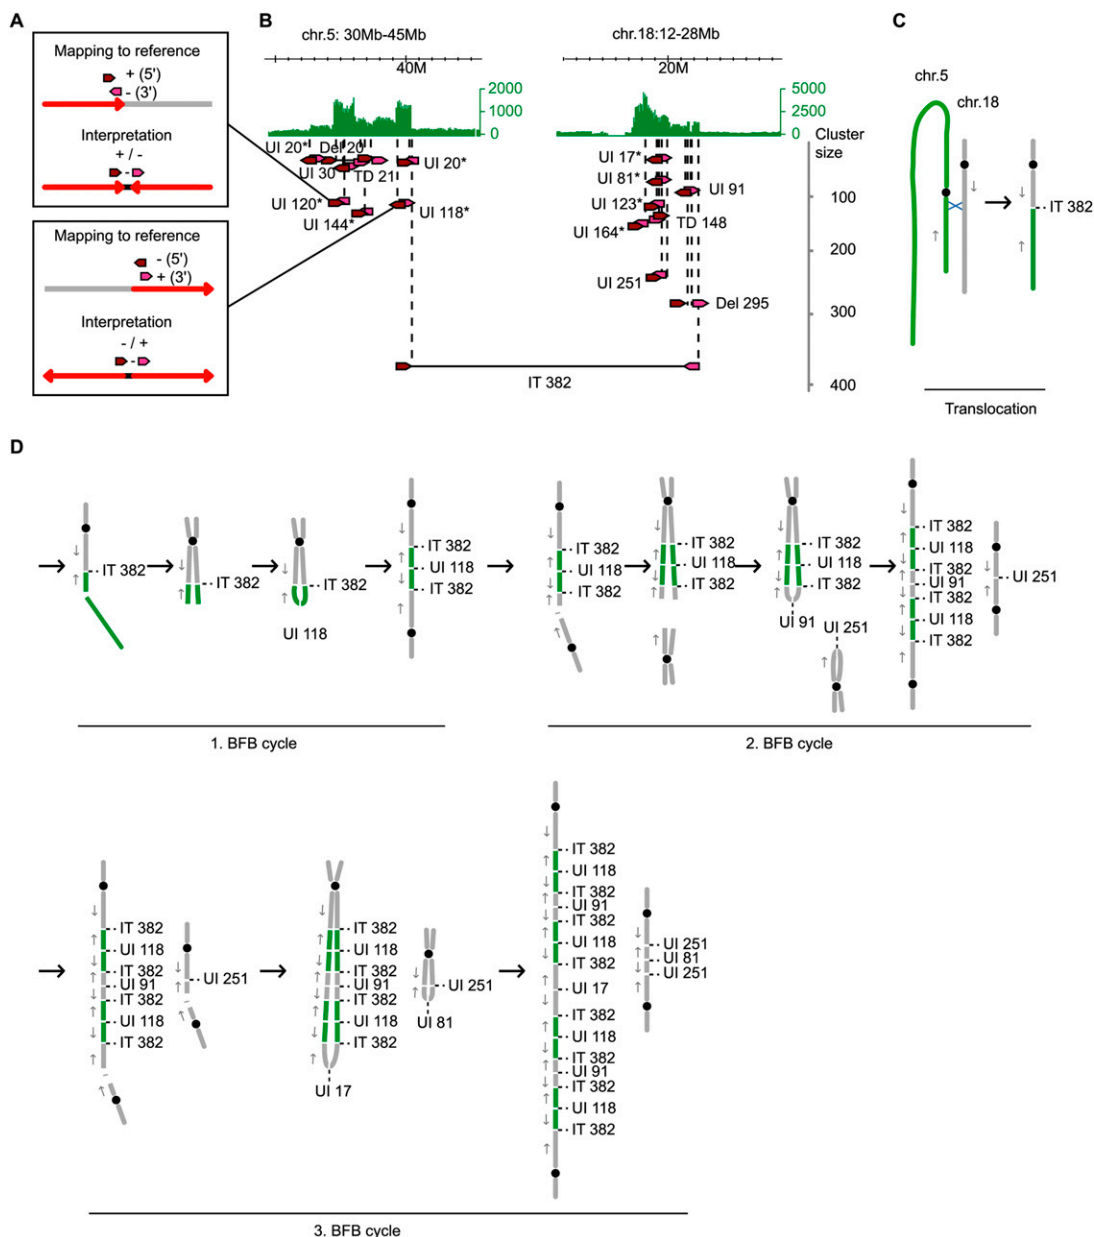 A
Mapping to reference
+ (5')
- (3')
Interpretation
+ / -
-
Mapping to reference
- (5')
+ (3')
Interpretation
- / +
-
B
chr.5: 30Mb-45Mb
40M
2000
1000
0
UI 20*
Del 20
UI 30
TD 21
UI 20*
UI 120*
UI 118*
UI 144*
IT 382
chr.18:12-28Mb
20M
5000
2500
0
Cluster
size
UI 17*
UI 81*
UI 91
UI 123*
TD 148
UI 164*
UI 251
Del 295
100
200
300
400
C
chr.5
chr.18
IT 382
Translocation
D
IT 382
IT 382
IT 382
UI 118
IT 382
UI 118
IT 382
1. BFB cycle
IT 382
UI 118
IT 382
IT 382
UI 118
IT 382
IT 382
UI 118
IT 382
UI 91
UI 251
IT 382
UI 118
IT 382
UI 91
IT 382
UI 118
IT 382
UI 251
2. BFB cycle
IT 382
UI 118
IT 382
UI 91
IT 382
UI 118
IT 382
UI 251
IT 382
UI 118
IT 382
UI 91
IT 382
UI 118
IT 382
UI 17
UI 251
UI 81
IT 382
UI 118
IT 382
UI 91
IT 382
UI 118
IT 382
UI 17
IT 382
UI 118
IT 382
UI 91
IT 382
UI 118
IT 382
UI 251
UI 81
UI 251
3. BFB cycle